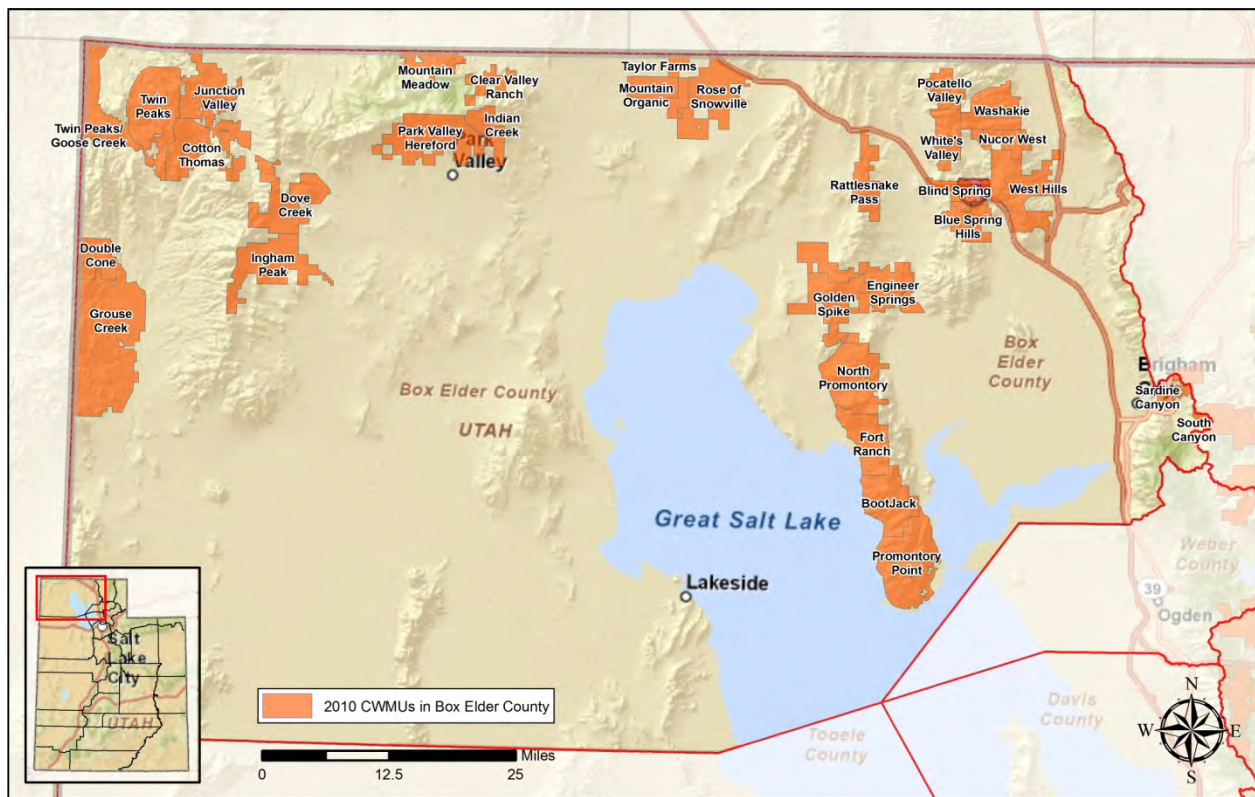 Twin Peaks/
Goose Creek
Twin
Peaks
Junction
Valley
Cotton
Thomas
Mountain
Meadow
Clear Valley
Ranch
Indian
Creek
Park Valley
Hereford
Park
Valley
Taylor Farms
Mountain
Organic
Rose of
Snowville
Pocatello
Valley
Washakie
White's
Valley
Nucor West
Rattlesnake
Pass
Blind Spring
West Hills
Blue Spring
Hills
Dove
Creek
Ingham
Peak
Double
Cone
Grouse
Creek
Golden
Spike
Engineer
Springs
North
Promontory
Fort
Ranch
BootJack
Promontory
Point
Box
Elder
County
Brigham
Sardine
Canyon
South
Canyon
Box Elder County
UTAH
Great Salt Lake
Lakeside
Weber
County
39
Ogden
Davis
County
Tooele
County
Salt
Lake
City
UTAH
2010 CWMUs in Box Elder County
Miles
0 12.5 25
N
W E
S